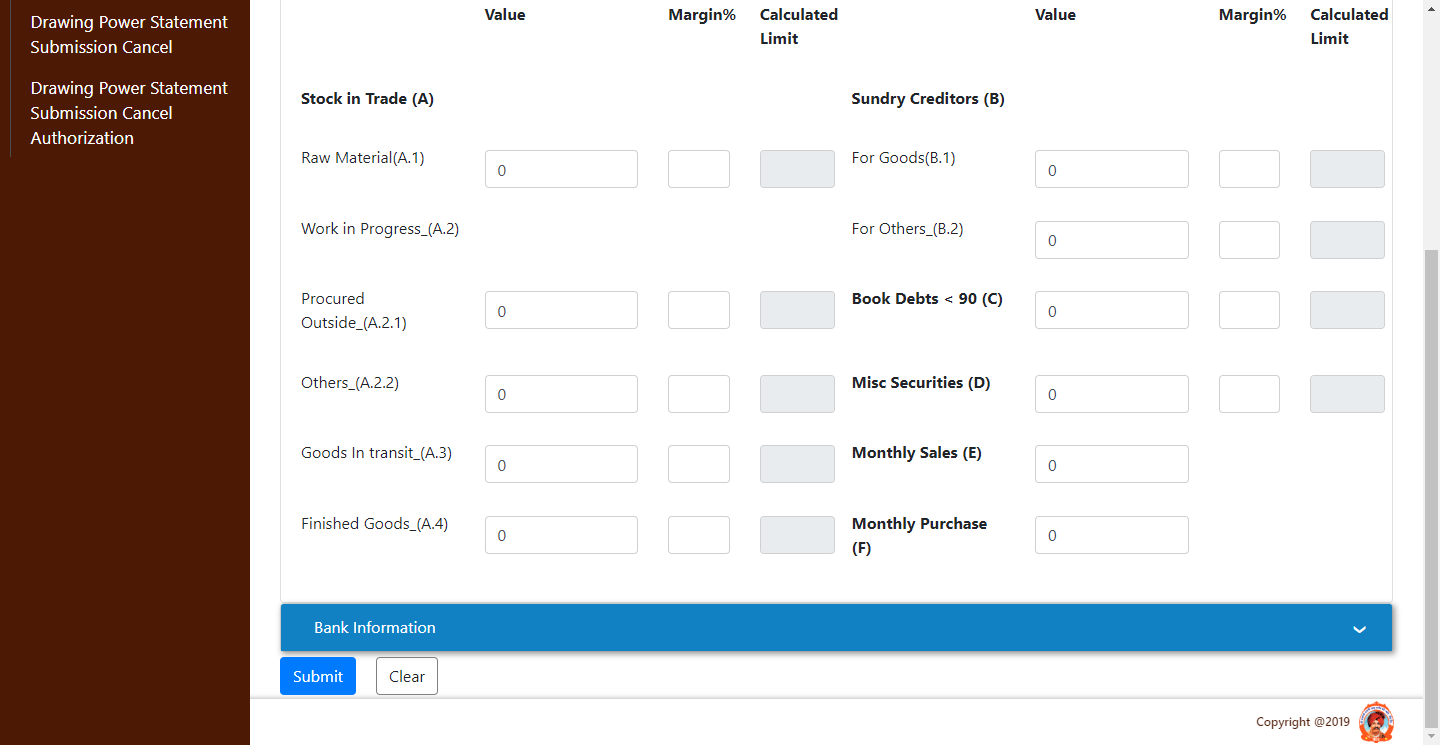 Drawing Power Statement
Submission Cancel
Drawing Power Statement
Submission Cancel
Authorization
Value Margin% Calculated Value Margin% Calculated
Limit Limit
Stock in Trade (A) Sundry Creditors (B)
Raw Material(A.1) 0 For Goods(B.1) 0
Work in Progress_(A.2) For Others_(B.2) 0
Procured 0 Book Debts < 90 (C) 0
Outside_(A.2.1)
Others_(A.2.2) 0 Misc Securities (D) 0
Goods In transit_(A.3) 0 Monthly Sales (E) 0
Finished Goods_(A.4) 0 Monthly Purchase 0
(F)
Bank Information
Submit Clear
Copyright @2019